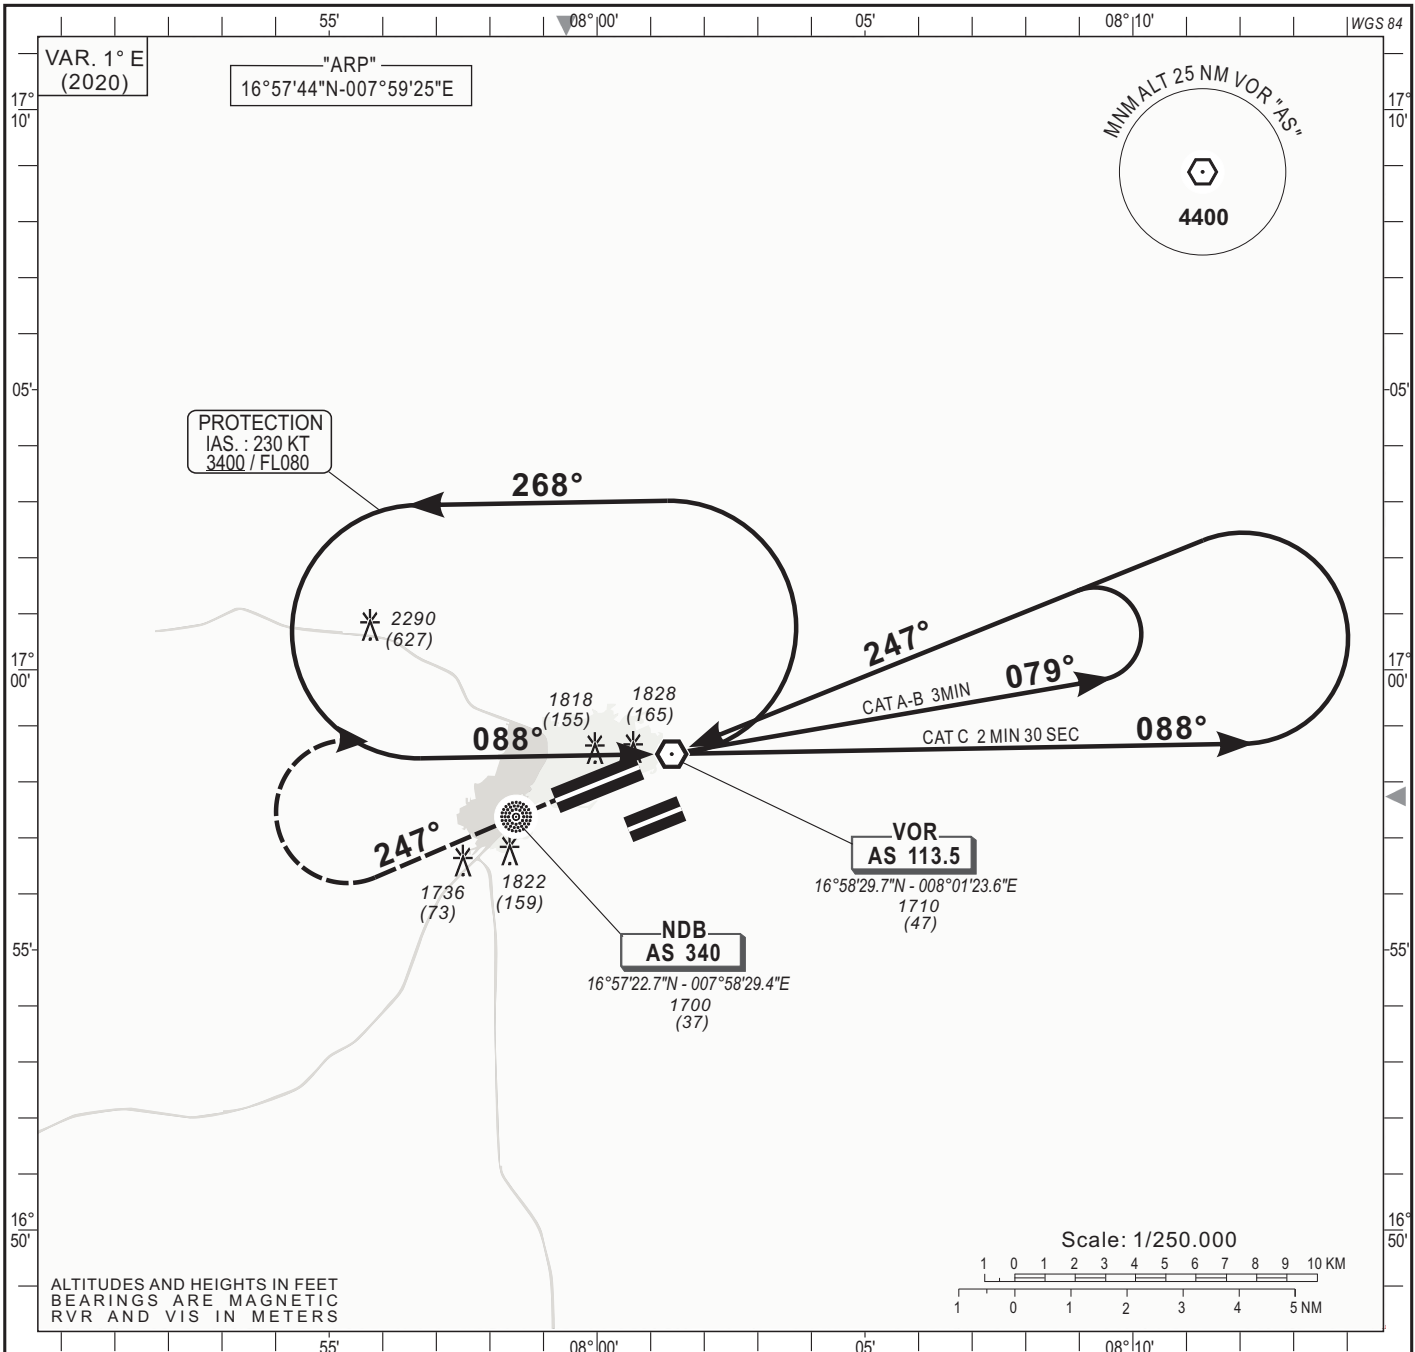 55' 08°00' 05' 08°10' WGS 84
VAR. 1° E
(2020)
"ARP"
16°57'44"N-007°59'25"E
MNM ALT 25 NM VOR "AS"
4400
17°
10'
17°
10'
05'
05'
PROTECTION
IAS. : 230 KT
3400 / FL080
268°
2290
(627)
247°
079°
CAT A-B 3MIN
17°
00'
17°
00'
1818
(155)
1828
(165)
088°
CAT C 2 MIN 30 SEC
088°
247°
1736
(73)
1822
(159)
VOR
AS 113.5
16°58'29.7"N - 008°01'23.6"E
1710
(47)
NDB
AS 340
16°57'22.7"N - 007°58'29.4"E
1700
(37)
55'
55'
16°
50'
16°
50'
Scale: 1/250.000
1 0 1 2 3 4 5 6 7 8 9 10 KM
1 0 1 2 3 4 5 NM
ALTITUDES AND HEIGHTS IN FEET
BEARINGS ARE MAGNETIC
RVR AND VIS IN METERS
55' 08°00' 05' 08°10'